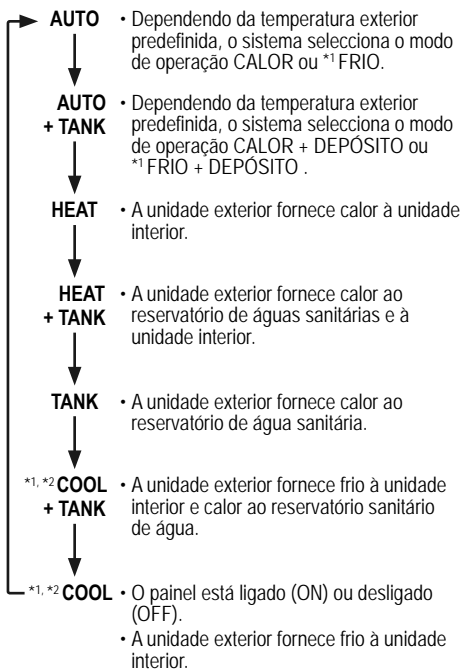 AUTO • Dependendo da temperatura exterior
predefinida, o sistema selecciona o modo
de operação CALOR ou *1 FRIO.
AUTO • Dependendo da temperatura exterior
+ TANK predefinida, o sistema selecciona o modo
de operação CALOR + DEPÓSITO ou
*1 FRIO + DEPÓSITO .
HEAT • A unidade exterior fornece calor à unidade
interior.
HEAT • A unidade exterior fornece calor ao
+ TANK reservatório de águas sanitárias e à
unidade interior.
TANK • A unidade exterior fornece calor ao
reservatório de água sanitária.
*1, *2 COOL • A unidade exterior fornece frio à unidade
+ TANK interior e calor ao reservatório sanitário
de água.
*1, *2 COOL • O painel está ligado (ON) ou desligado
(OFF).
• A unidade exterior fornece frio à unidade
interior.